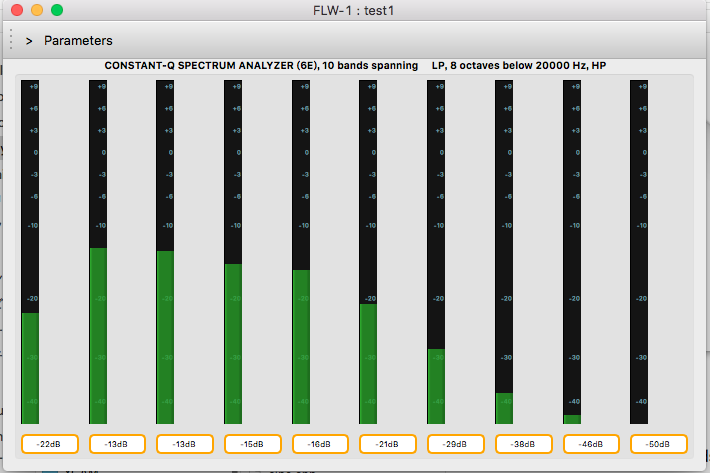 FLW-1 : test1
> Parameters
CONSTANT-Q SPECTRUM ANALYZER (6E), 10 bands spanning LP, 8 octaves below 20000 Hz, HP
+9 +9 +9 +9 +9 +9 +9 +9 +9 +9
+6 +6 +6 +6 +6 +6 +6 +6 +6 +6
+3 +3 +3 +3 +3 +3 +3 +3 +3 +3
0 0 0 0 0 0 0 0 0 0
-3 -3 -3 -3 -3 -3 -3 -3 -3 -3
-6 -6 -6 -6 -6 -6 -6 -6 -6 -6
-10 -10 -10 -10 -10 -10 -10 -10 -10 -10
-20 -20 -20 -20 -20 -20 -20 -20 -20 -20
-30 -30 -30 -30 -30 -30 -30 -30 -30 -30
-40 -40 -40 -40 -40 -40 -40 -40 -40 -40
-22dB -13dB -13dB -15dB -16dB -21dB -29dB -38dB -46dB -50dB